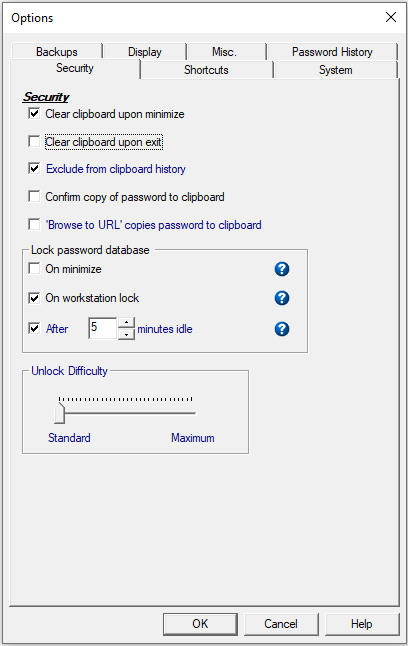 Options
Backups Display Misc. Password History
Security Shortcuts System
Security
Clear clipboard upon minimize
Clear clipboard upon exit
Exclude from clipboard history
Confirm copy of password to clipboard
'Browse to URL' copies password to clipboard
Lock password database
On minimize ?
On workstation lock ?
After 5 minutes idle ?
Unlock Difficulty
Standard Maximum
OK Cancel Help